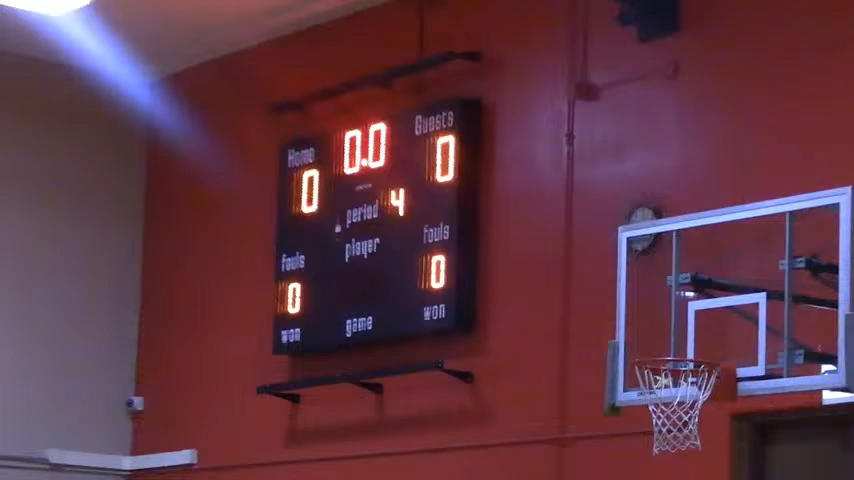 Home 0.0 Guests
0 0
period 4
player
fouls fouls
0 0
won game won